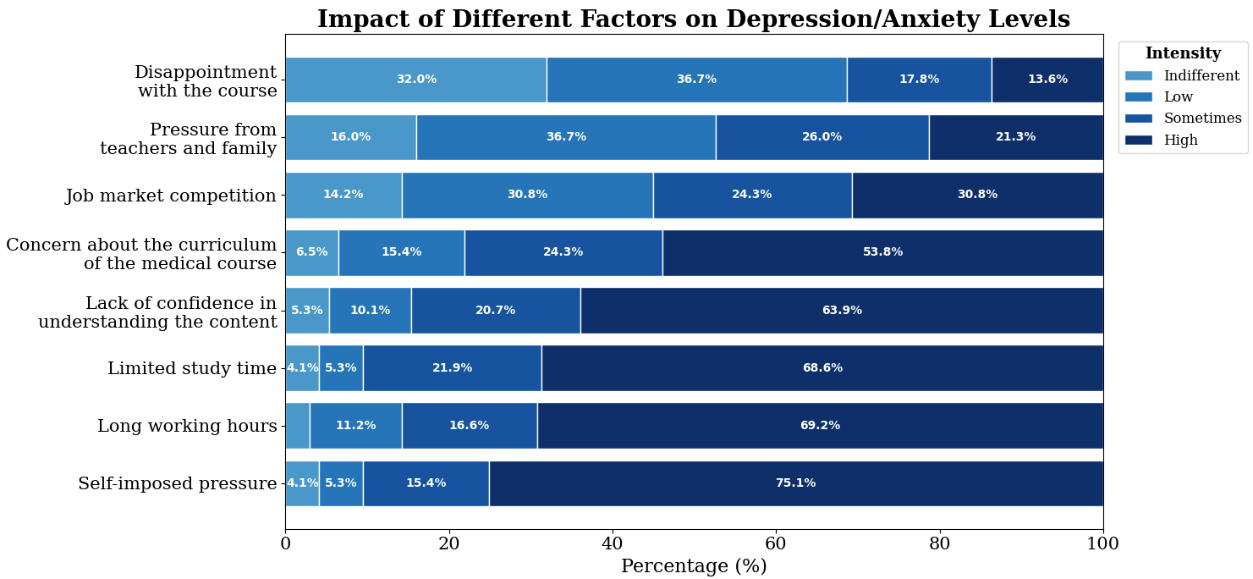 Impact of Different Factors on Depression/Anxiety Levels
Disappointment
with the course
32.0% 36.7% 17.8% 13.6%
Pressure from
teachers and family
16.0% 36.7% 26.0% 21.3%
Job market competition
14.2% 30.8% 24.3% 30.8%
Concern about the curriculum
of the medical course
6.5% 15.4% 24.3% 53.8%
Lack of confidence in
understanding the content
5.3% 10.1% 20.7% 63.9%
Limited study time
4.1% 5.3% 21.9% 68.6%
Long working hours
11.2% 16.6% 69.2%
Self-imposed pressure
4.1% 5.3% 15.4% 75.1%
0 20 40 60 80 100
Percentage (%)
Intensity
Indifferent
Low
Sometimes
High